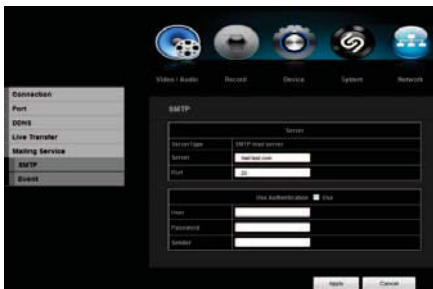 Video / Audio
Record
Device
System
Network
Connection
Port
DDNS
Live Transfer
Mailing Service
SMTP
Event
SMTP
Server
Server Type
SMTP mail server
Server
Port
25
Use Authentication
Use
User
Password
Sender
Apply
Cancel